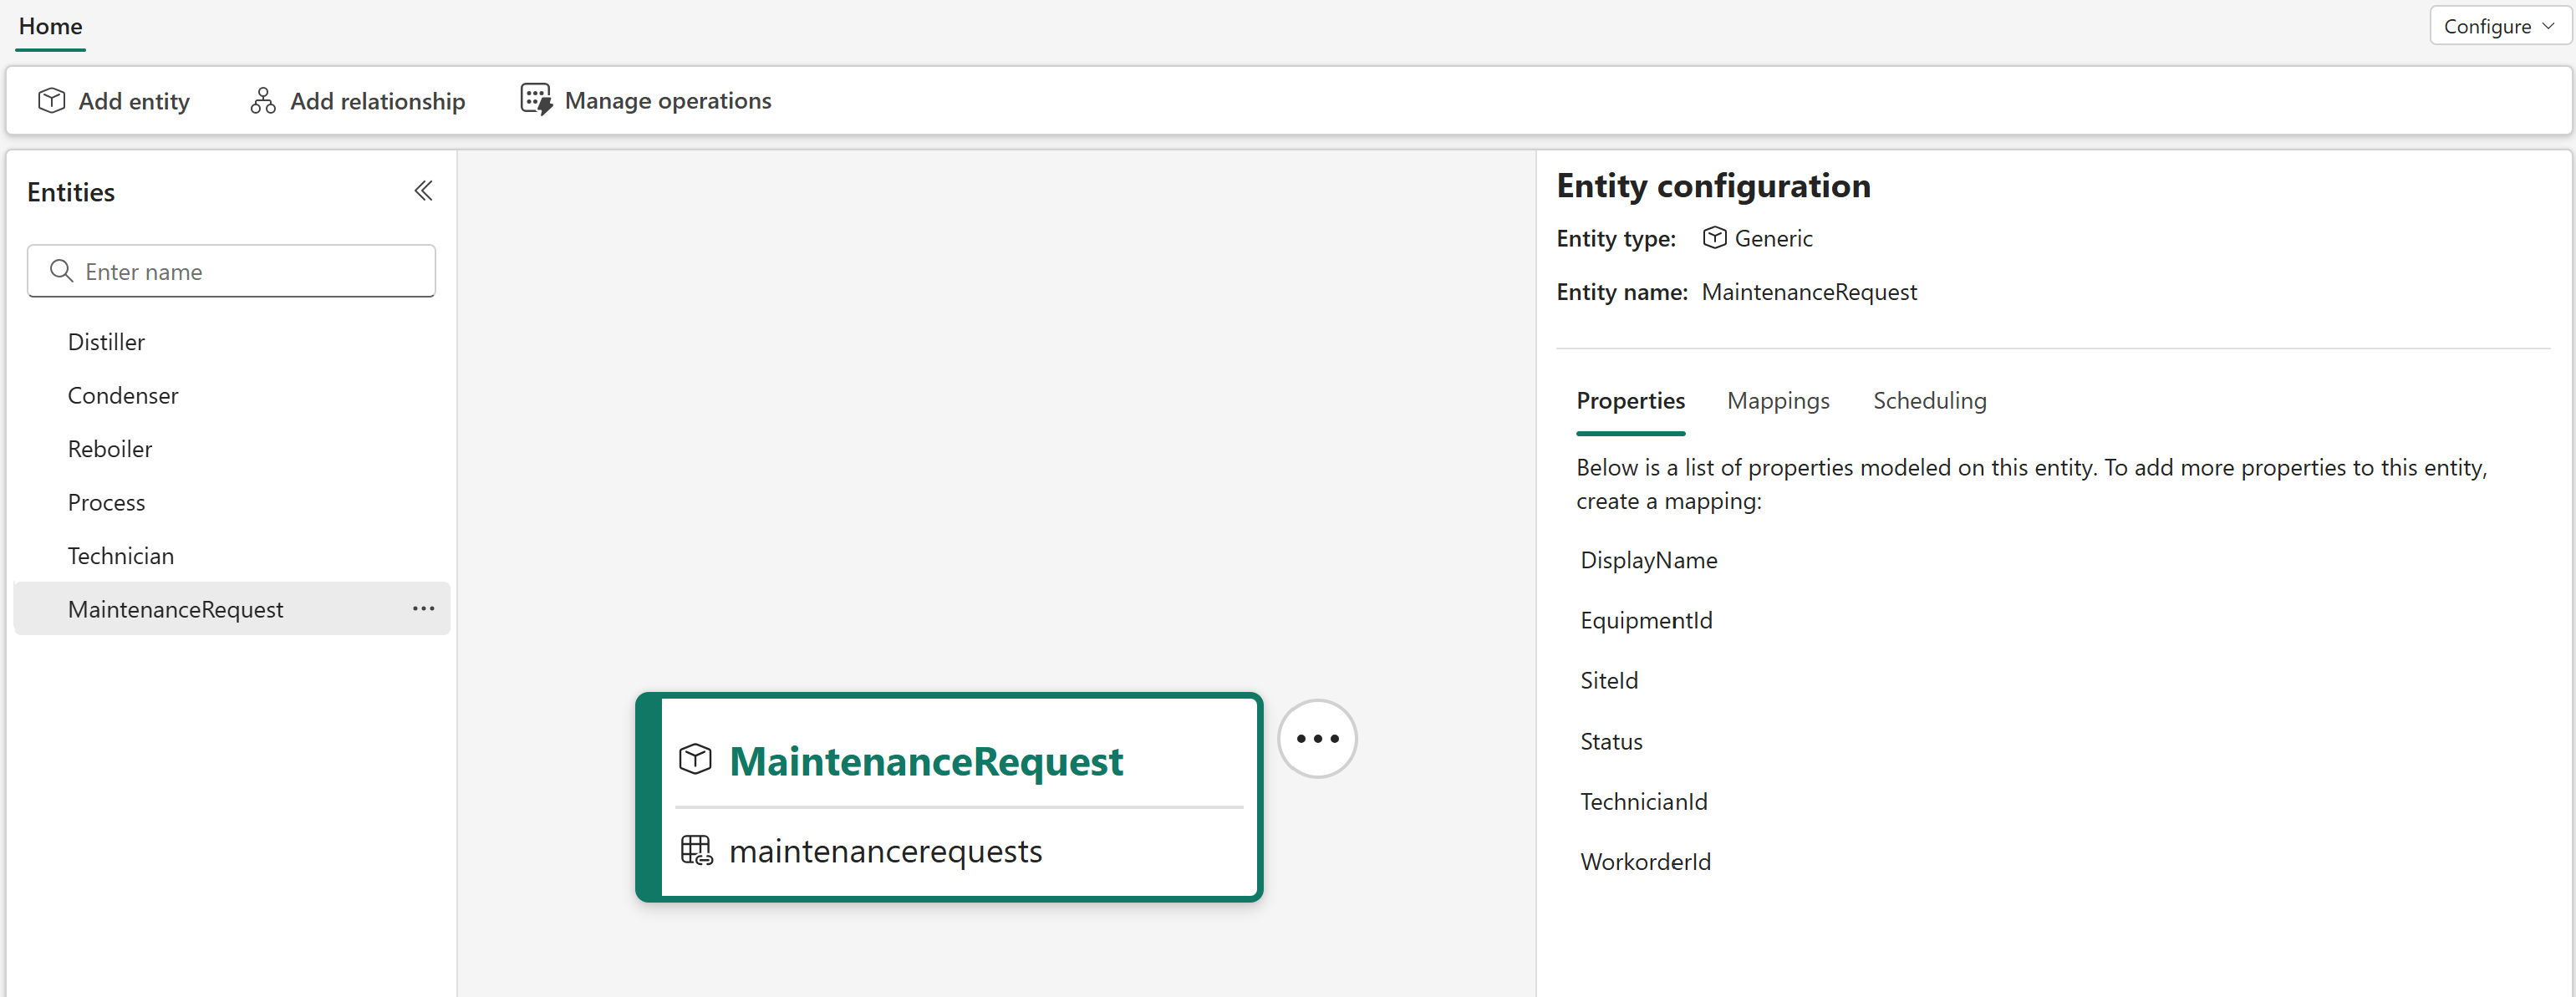 Home
Configure
Add entity
Add relationship
Manage operations
Entities
Enter name
Distiller
Condenser
Reboiler
Process
Technician
MaintenanceRequest
MaintenanceRequest
maintenancerequests
Entity configuration
Entity type: Generic
Entity name: MaintenanceRequest
Properties Mappings Scheduling
Below is a list of properties modeled on this entity. To add more properties to this entity,
create a mapping:
DisplayName
EquipmentId
SiteId
Status
TechnicianId
WorkorderId